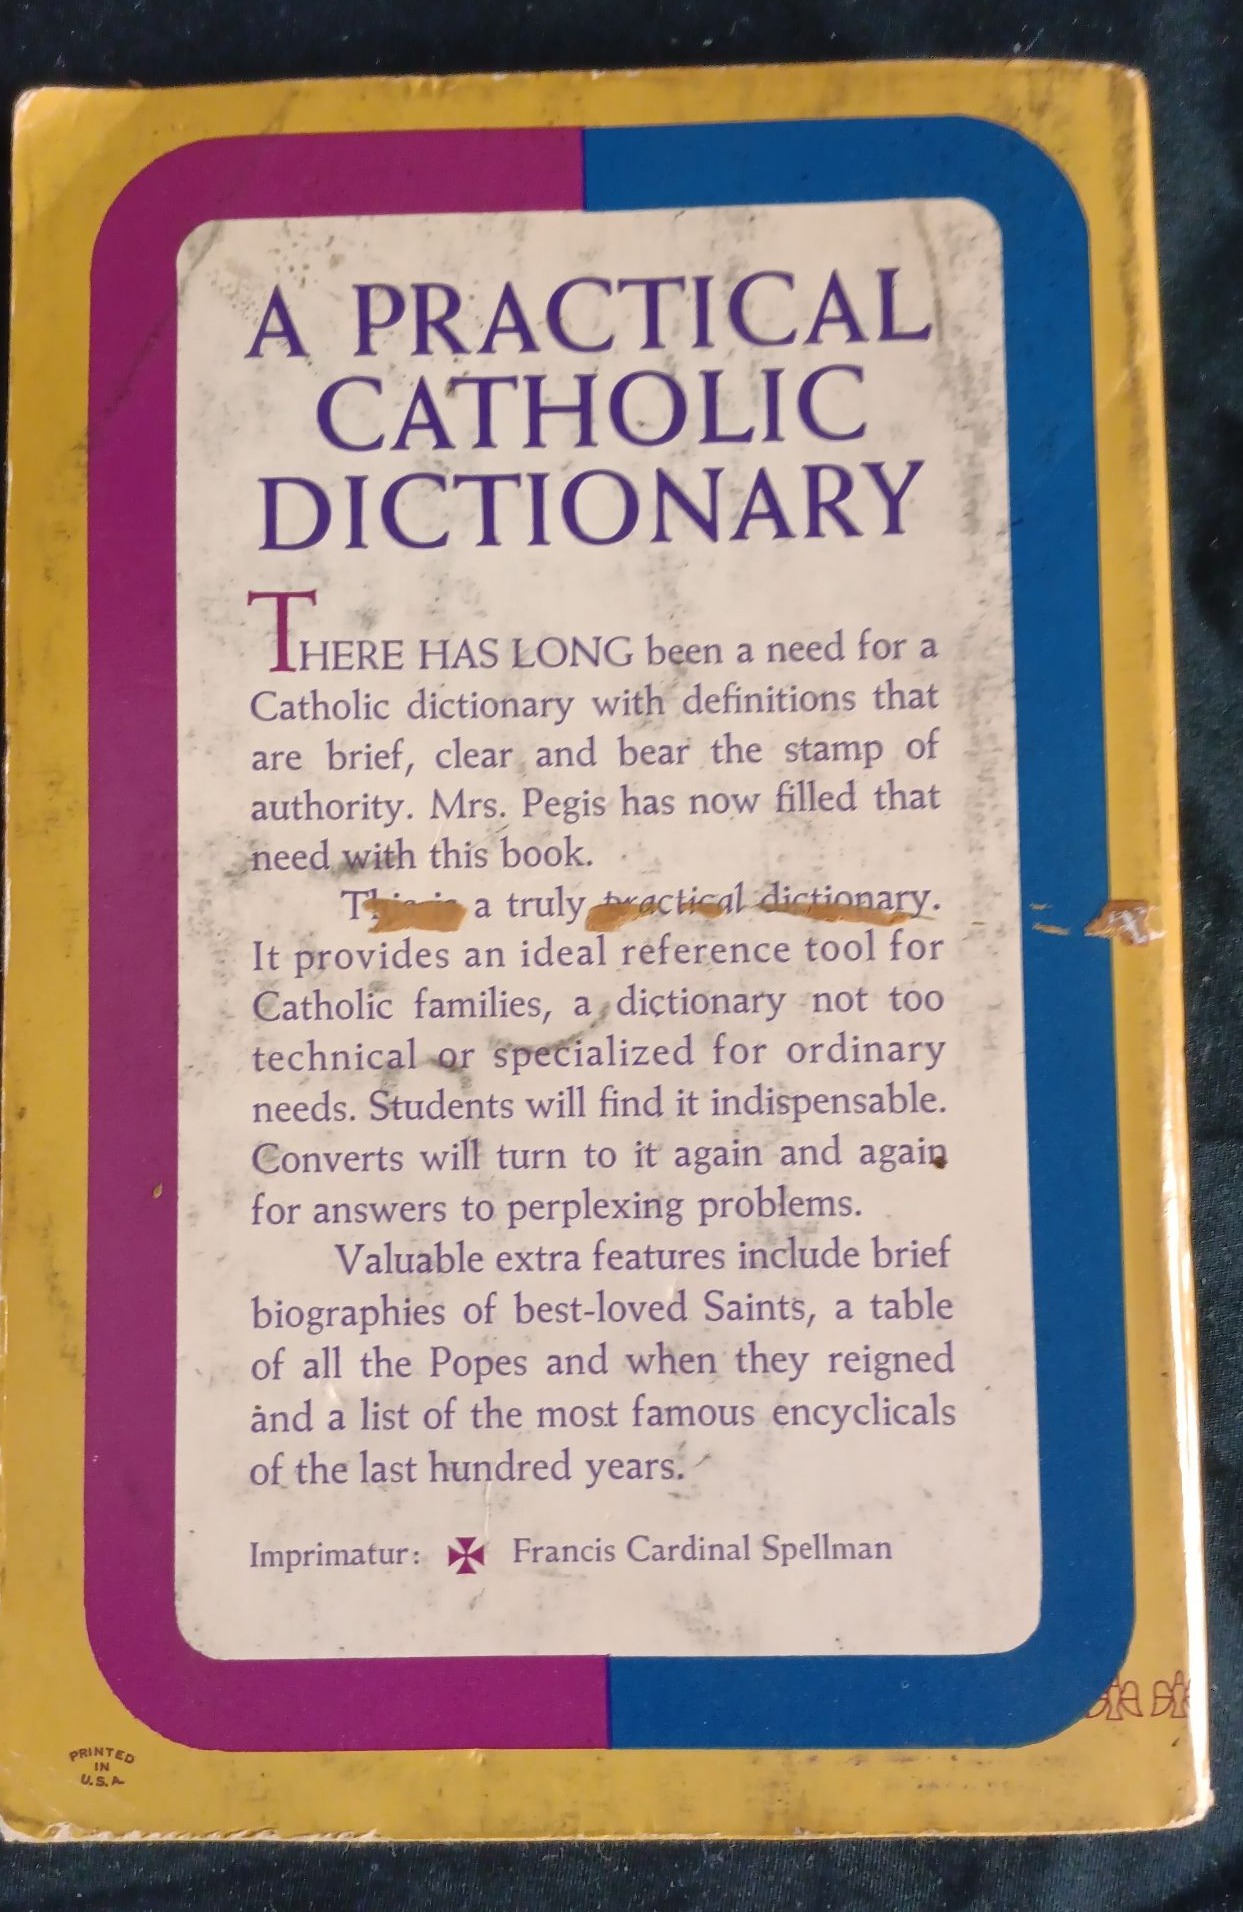 A PRACTICAL
CATHOLIC
DICTIONARY
THERE HAS LONG been a need for a
Catholic dictionary with definitions that
are brief, clear and bear the stamp of
authority. Mrs. Pegis has now filled that
need with this book.
This is a truly practical dictionary.
It provides an ideal reference tool for
Catholic families, a dictionary not too
technical or specialized for ordinary
needs. Students will find it indispensable.
Converts will turn to it again and again
for answers to perplexing problems.
Valuable extra features include brief
biographies of best-loved Saints, a table
of all the Popes and when they reigned
and a list of the most famous encyclicals
of the last hundred years.
Imprimatur: ✠ Francis Cardinal Spellman
PRINTED
IN
U.S.A.